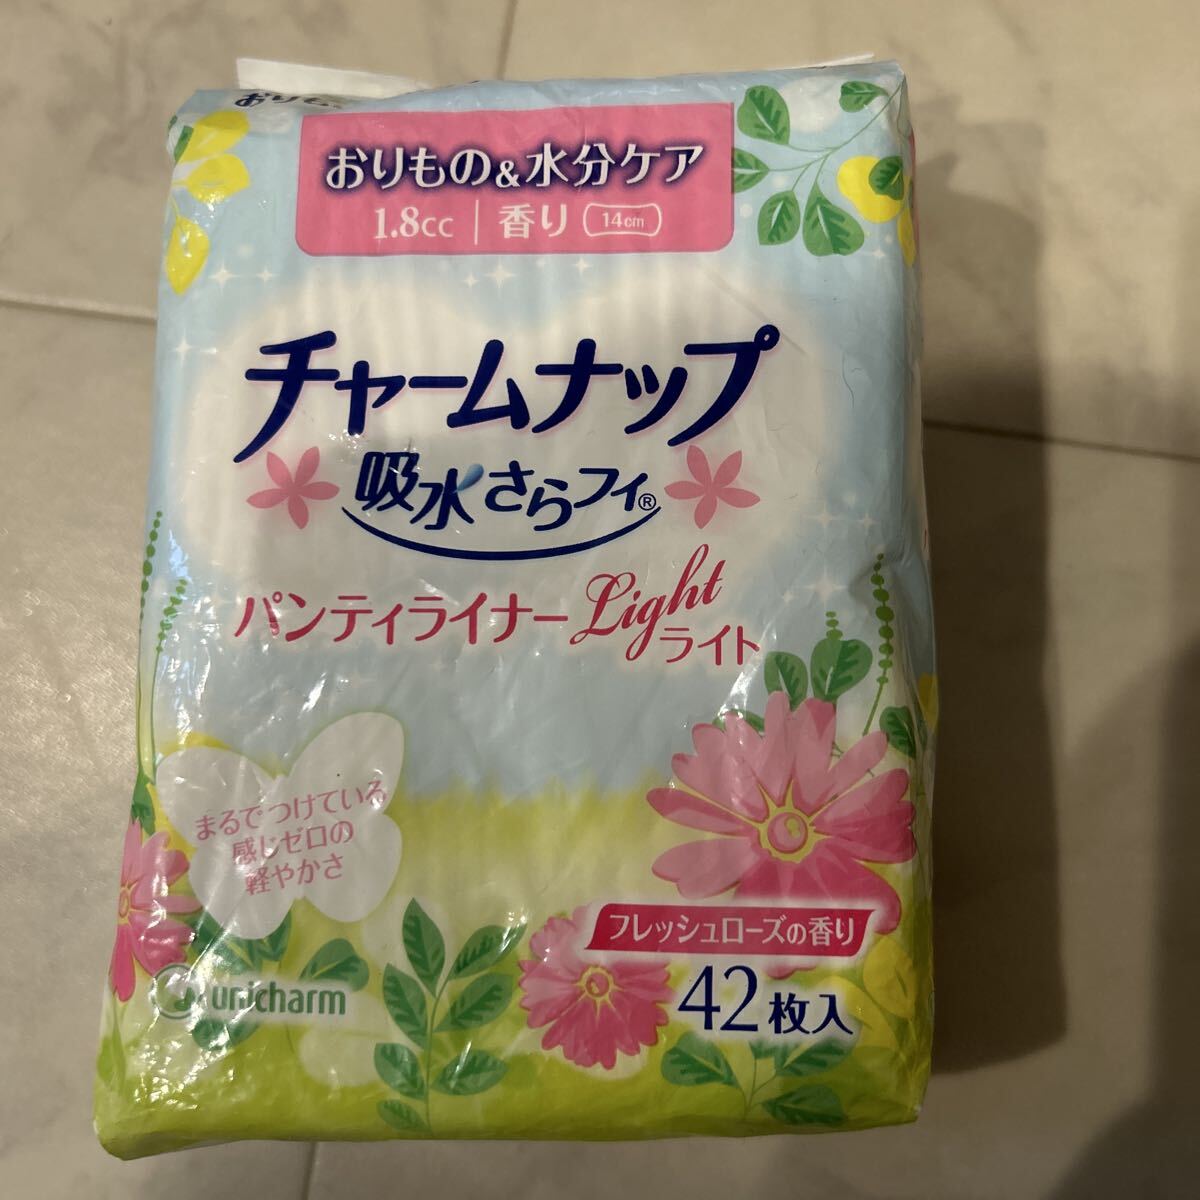 おりもの&水分ケア
1.8cc 香り 14cm
チャームナップ
吸水さらフィ®
パンティライナー Light
ライト
まるでつけている
感じゼロの
軽やかさ
フレッシュローズの香り
42枚入
unicharm